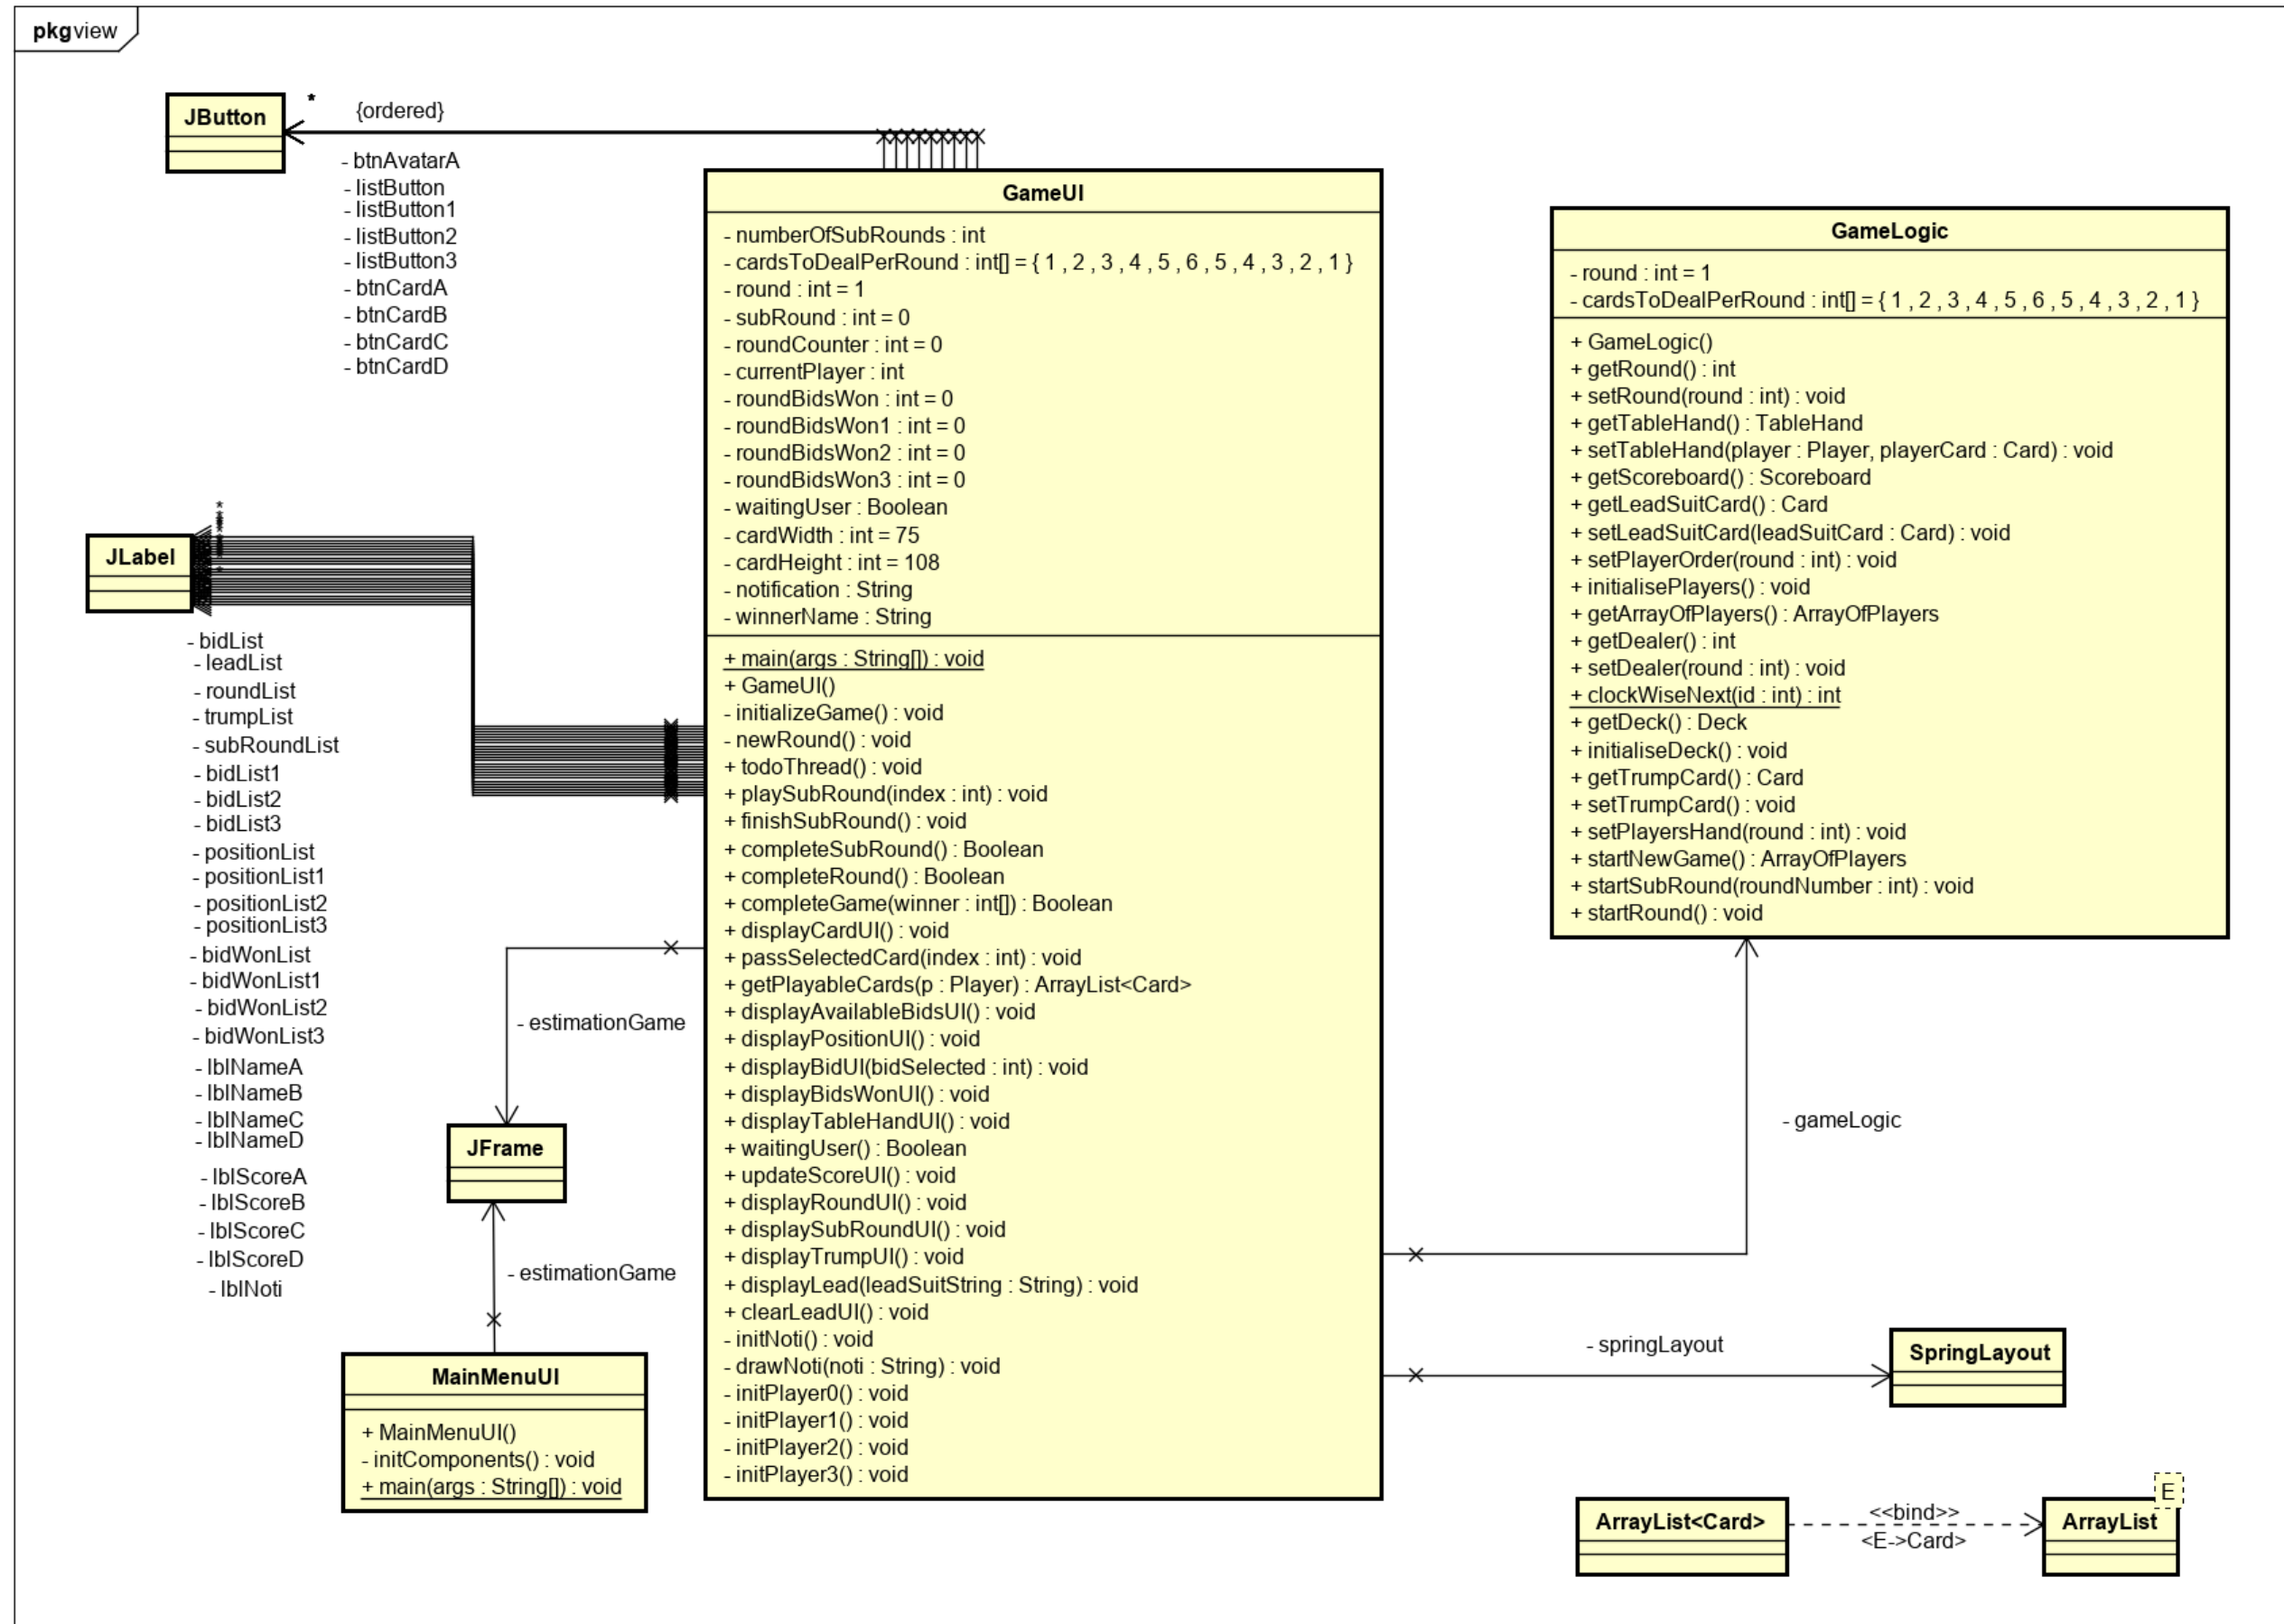 pkg view
JButton
*
{ordered}
- btnAvatarA
- listButton
- listButton1
- listButton2
- listButton3
- btnCardA
- btnCardB
- btnCardC
- btnCardD
JLabel
*
*
- bidList
- leadList
- roundList
- trumpList
- subRoundList
- bidList1
- bidList2
- bidList3
- positionList
- positionList1
- positionList2
- positionList3
- bidWonList
- bidWonList1
- bidWonList2
- bidWonList3
- lblNameA
- lblNameB
- lblNameC
- lblNameD
- lblScoreA
- lblScoreB
- lblScoreC
- lblScoreD
- lblNoti
- estimationGame
JFrame
- estimationGame
MainMenuUI
+ MainMenuUI()
- initComponents() : void
+ main(args : String[]) : void
GameUI
- numberOfSubRounds : int
- cardsToDealPerRound : int[] = { 1 , 2 , 3 , 4 , 5 , 6 , 5 , 4 , 3 , 2 , 1 }
- round : int = 1
- subRound : int = 0
- roundCounter : int = 0
- currentPlayer : int
- roundBidsWon : int = 0
- roundBidsWon1 : int = 0
- roundBidsWon2 : int = 0
- roundBidsWon3 : int = 0
- waitingUser : Boolean
- cardWidth : int = 75
- cardHeight : int = 108
- notification : String
- winnerName : String
+ main(args : String[]) : void
+ GameUI()
- initializeGame() : void
- newRound() : void
+ todoThread() : void
+ playSubRound(index : int) : void
+ finishSubRound() : void
+ completeSubRound() : Boolean
+ completeRound() : Boolean
+ completeGame(winner : int[]) : Boolean
+ displayCardUI() : void
+ passSelectedCard(index : int) : void
+ getPlayableCards(p : Player) : ArrayList<Card>
+ displayAvailableBidsUI() : void
+ displayPositionUI() : void
+ displayBidUI(bidSelected : int) : void
+ displayBidsWonUI() : void
+ displayTableHandUI() : void
+ waitingUser() : Boolean
+ updateScoreUI() : void
+ displayRoundUI() : void
+ displaySubRoundUI() : void
+ displayTrumpUI() : void
+ displayLead(leadSuitString : String) : void
+ clearLeadUI() : void
- initNoti() : void
- drawNoti(noti : String) : void
- initPlayer0() : void
- initPlayer1() : void
- initPlayer2() : void
- initPlayer3() : void
GameLogic
- round : int = 1
- cardsToDealPerRound : int[] = { 1 , 2 , 3 , 4 , 5 , 6 , 5 , 4 , 3 , 2 , 1 }
+ GameLogic()
+ getRound() : int
+ setRound(round : int) : void
+ getTableHand() : TableHand
+ setTableHand(player : Player, playerCard : Card) : void
+ getScoreboard() : Scoreboard
+ getLeadSuitCard() : Card
+ setLeadSuitCard(leadSuitCard : Card) : void
+ setPlayerOrder(round : int) : void
+ initialisePlayers() : void
+ getArrayOfPlayers() : ArrayOfPlayers
+ getDealer() : int
+ setDealer(round : int) : void
+ clockWiseNext(id : int) : int
+ getDeck() : Deck
+ initialiseDeck() : void
+ getTrumpCard() : Card
+ setTrumpCard() : void
+ setPlayersHand(round : int) : void
+ startNewGame() : ArrayOfPlayers
+ startSubRound(roundNumber : int) : void
+ startRound() : void
- gameLogic
- springLayout
SpringLayout
ArrayList<Card>
<<bind>>
<E->Card>
E
ArrayList